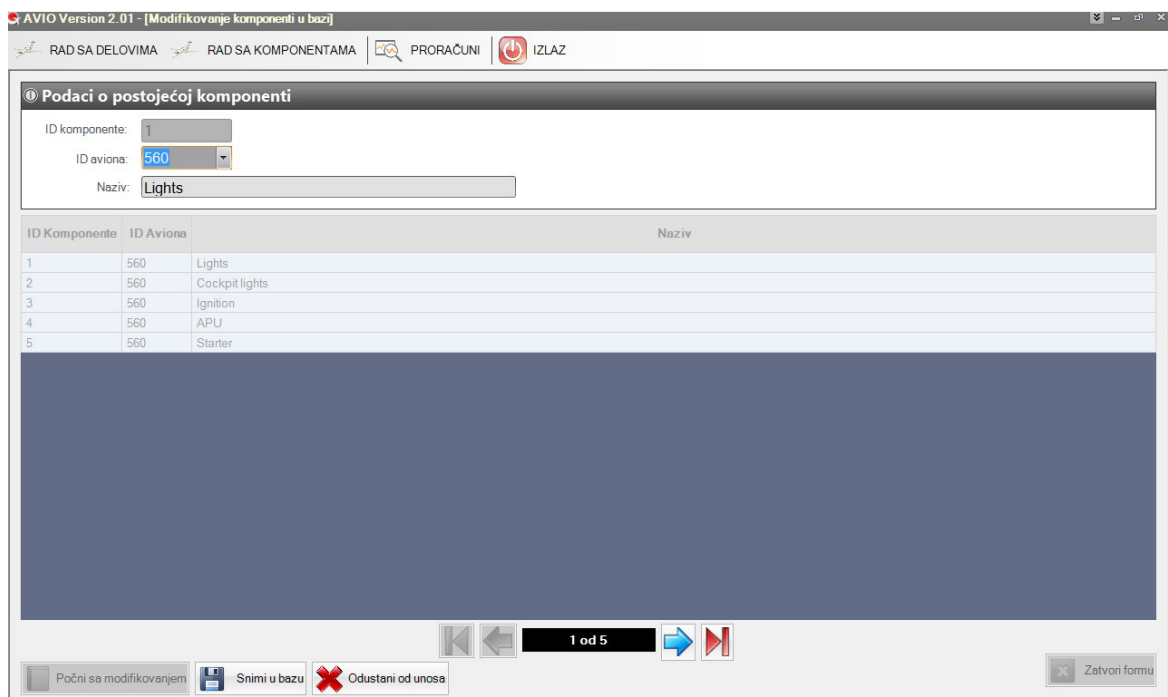 AVIO Version 2.01 - [Modifikovanje komponenti u bazi]
RAD SA DELOVIMA RAD SA KOMPONENTAMA PRORAČUNI IZLAZ
Podaci o postojećoj komponenti
ID komponente: 1
ID aviona: 560
Naziv: Lights
ID Komponente ID Aviona Naziv
1 560 Lights
2 560 Cockpit lights
3 560 Ignition
4 560 APU
5 560 Starter
1 od 5
Počni sa modifikovanjem Snimi u bazu Odustani od unosa Zatvori formu